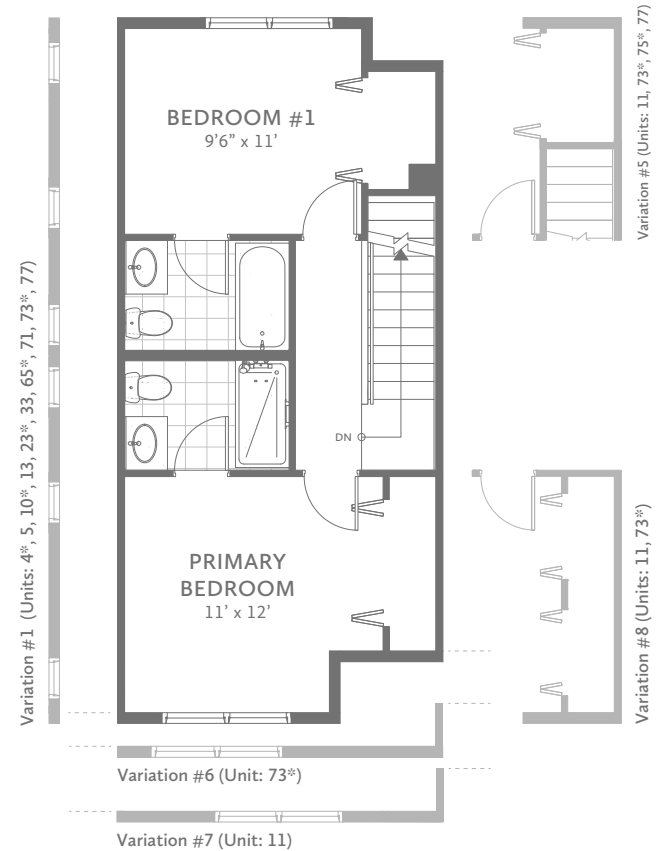 BEDROOM #1
9’6” x 11’
DN
PRIMARY
BEDROOM
11’ x 12’
Variation #1 (Units: 4*, 5, 10*, 13, 23*, 33, 65*, 71, 73*, 77)
Variation #5 (Units: 11, 73*, 75*, 77)
Variation #8 (Units: 11, 73*)
Variation #6 (Unit: 73*)
Variation #7 (Unit: 11)